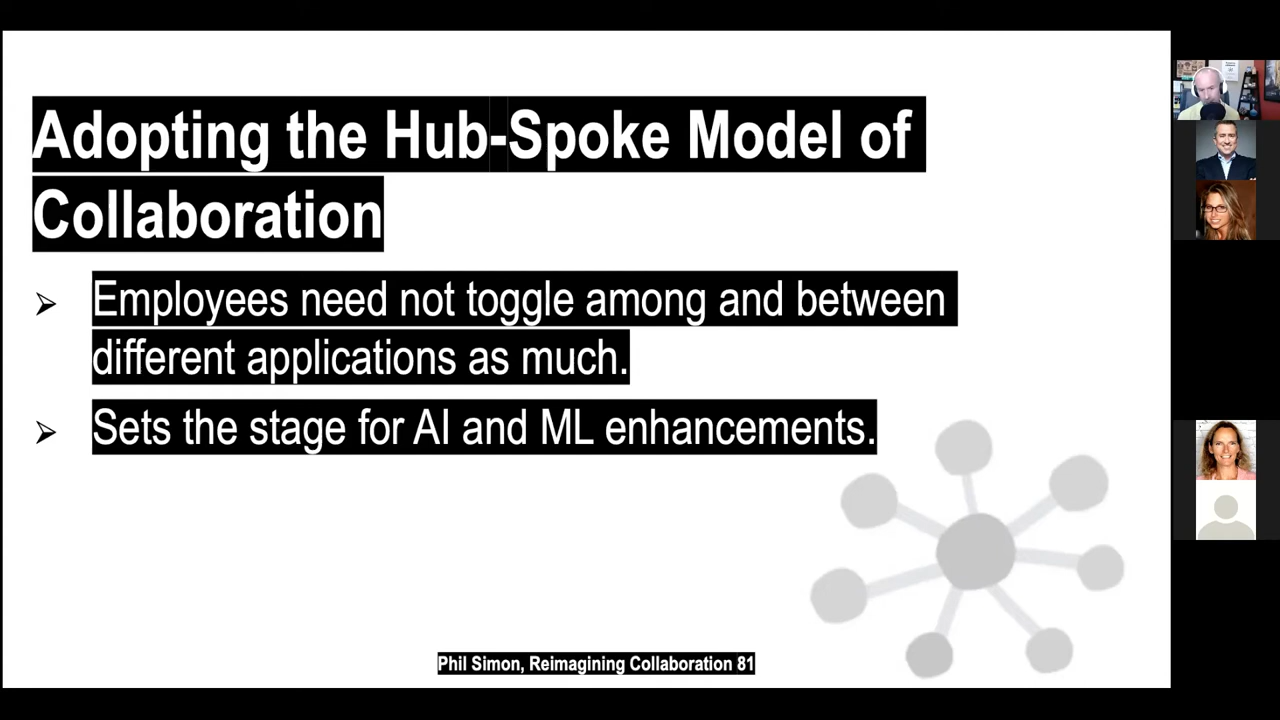 Adopting the Hub-Spoke Model of
Collaboration
Employees need not toggle among and between
different applications as much.
Sets the stage for AI and ML enhancements.
Phil Simon, Reimagining Collaboration 81